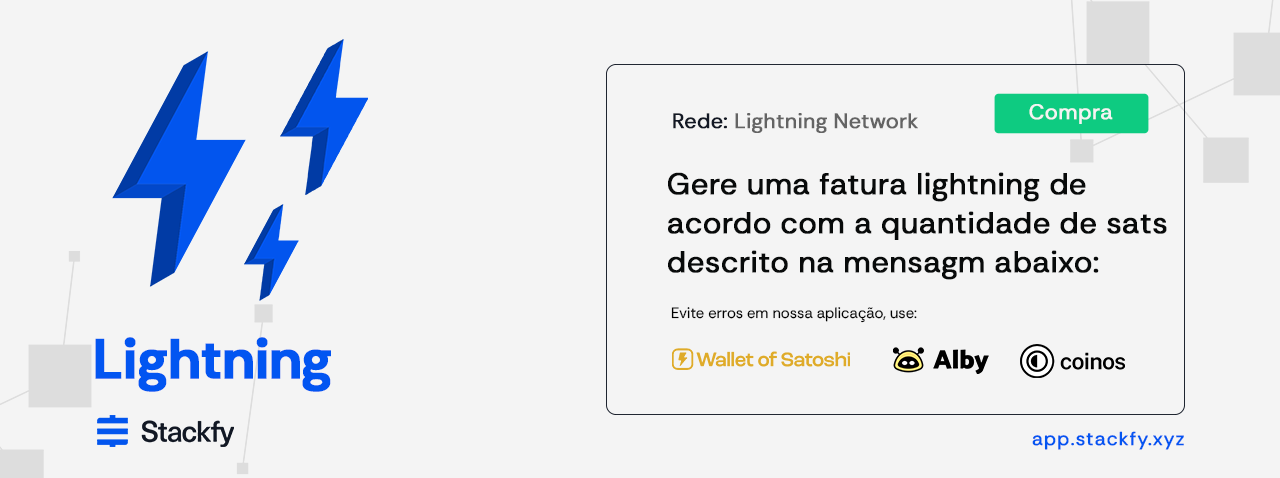 Lightning
Stackfy
Rede: Lightning Network
Compra
Gere uma fatura lightning de
acordo com a quantidade de sats
descrito na mensagm abaixo:
Evite erros em nossa aplicação, use:
Wallet of Satoshi
Alby
coinos
app.stackfy.xyz